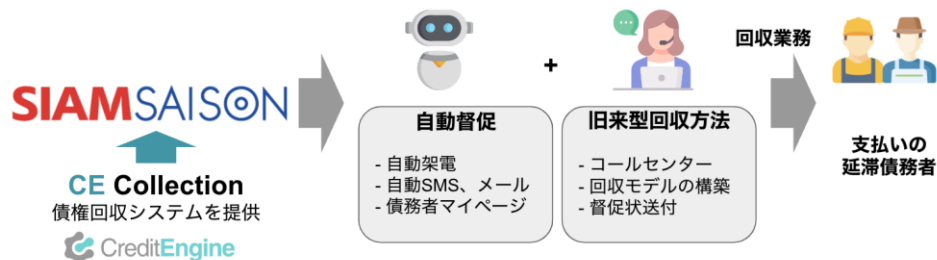 SIAMSAISON
CE Collection
債権回収システムを提供
CreditEngine
自動督促
- 自動架電
- 自動SMS、メール
- 債務者マイページ
+
旧来型回収方法
- コールセンター
- 回収モデルの構築
- 督促状送付
回収業務
支払いの
延滞債務者